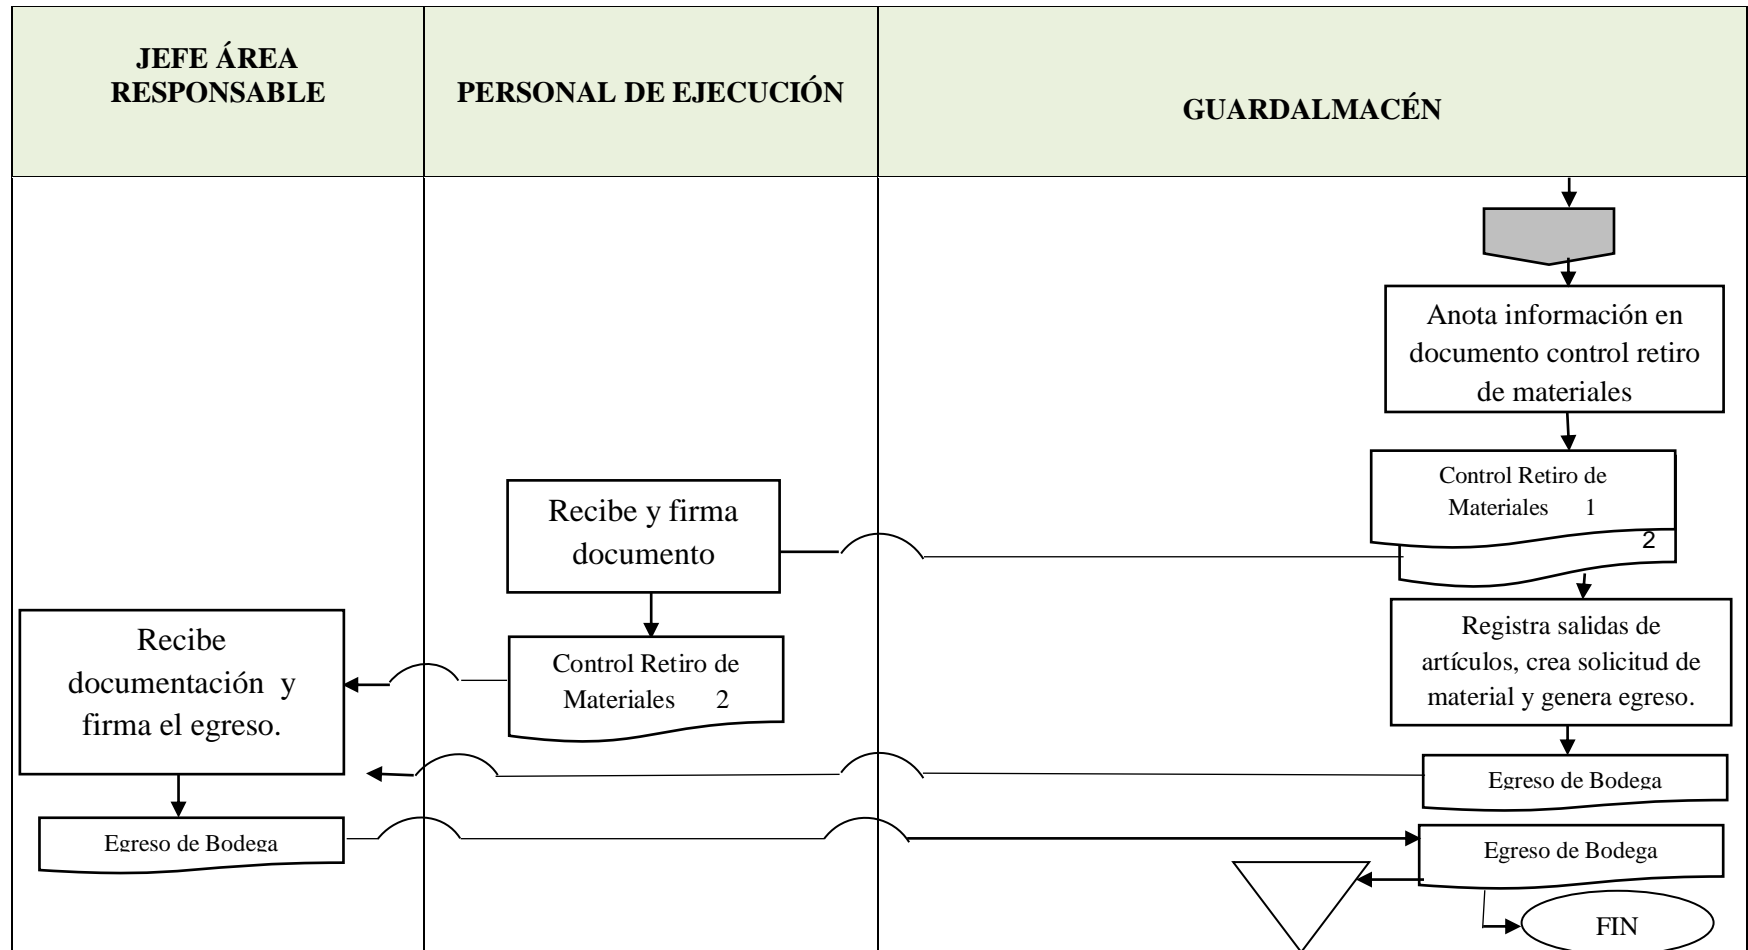 JEFE ÁREA
RESPONSABLE
PERSONAL DE EJECUCIÓN
GUARDALMACÉN
Anota información en
documento control retiro
de materiales
Control Retiro de
Materiales 1
2
Recibe y firma
documento
Registra salidas de
artículos, crea solicitud de
material y genera egreso.
Recibe
documentación y
firma el egreso.
Control Retiro de
Materiales 2
Egreso de Bodega
Egreso de Bodega
Egreso de Bodega
FIN